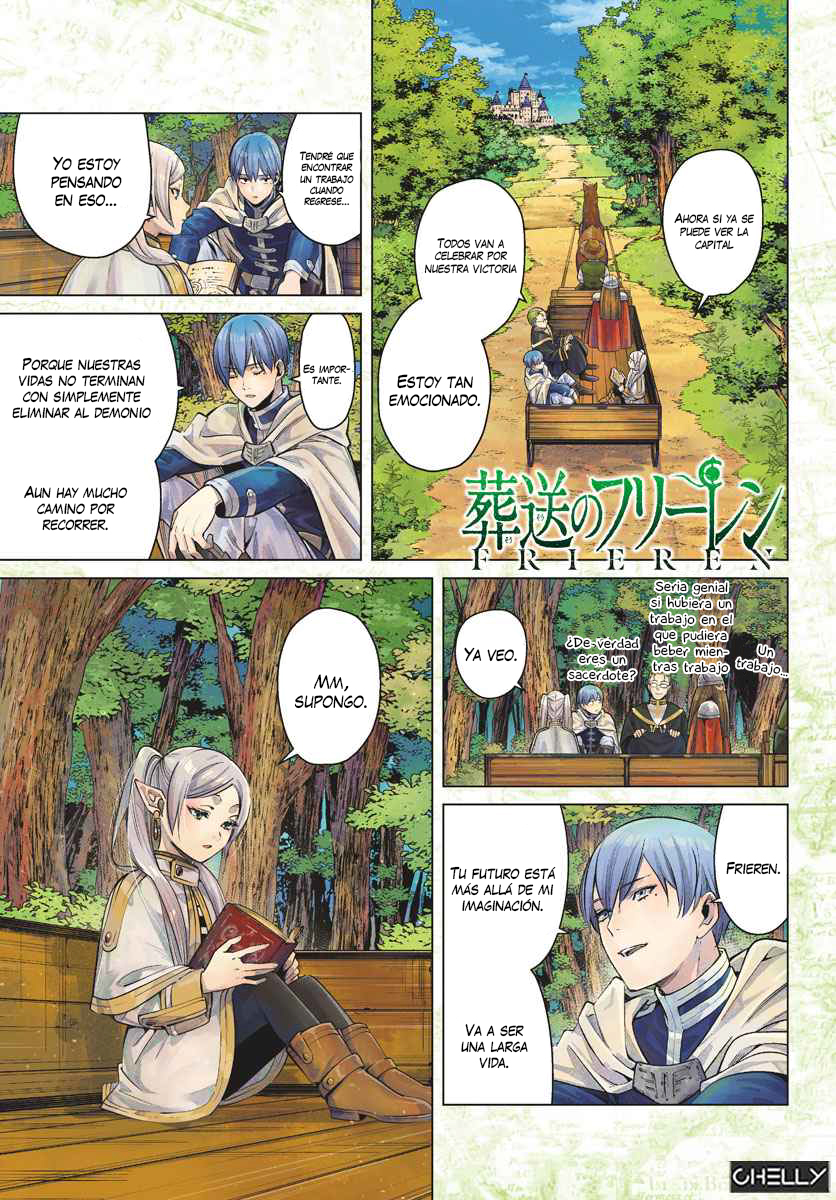 AHORA SI YA SE
PUEDE VER LA
CAPITAL
TODOS VAN A
CELEBRAR POR
NUESTRA VICTORIA
ESTOY TAN
EMOCIONADO.
葬送のフリーレン
そう そう
FRIEREN
TENDRÉ QUE
ENCONTRAR
UN TRABAJO
CUANDO
REGRESE...
YO ESTOY
PENSANDO
EN ESO...
ES IMPOR-
TANTE.
PORQUE NUESTRAS
VIDAS NO TERMINAN
CON SIMPLEMENTE
ELIMINAR AL DEMONIO
AUN HAY MUCHO
CAMINO POR
RECORRER.
Un
trabajo...
Seria genial
si hubiera un
trabajo en el
que pudiera
beber mien-
tras trabajo
¿De verdad
eres un
sacerdote?
YA VEO.
FRIEREN.
TU FUTURO ESTÁ
MÁS ALLÁ DE MI
IMAGINACIÓN.
VA A SER
UNA LARGA
VIDA.
MM,
SUPONGO.
CHELLY